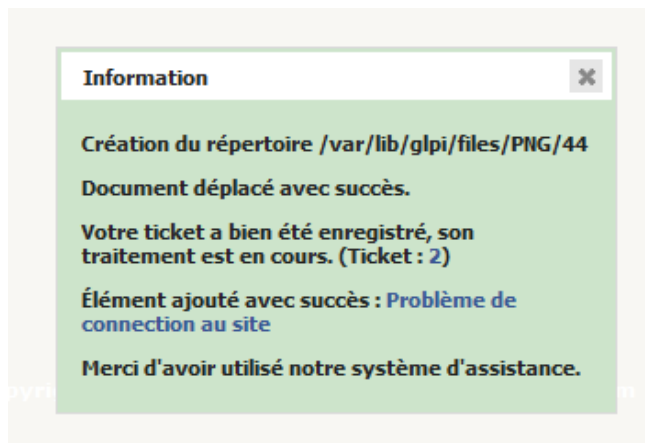 Information
Création du répertoire /var/lib/glpi/files/PNG/44
Document déplacé avec succès.
Votre ticket a bien été enregistré, son
traitement est en cours. (Ticket : 2)
Élément ajouté avec succès : Problème de
connection au site
Merci d'avoir utilisé notre système d'assistance.